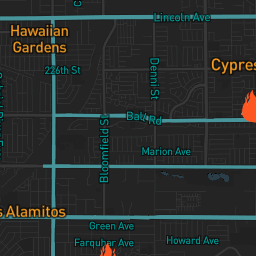 Lincoln Ave
Hawaiian
Gardens
Cypres
226th St
Denni St
Ball Rd
Bloomfield St
Marion Ave
s Alamitos
Green Ave
Farquhar Ave
Howard Ave